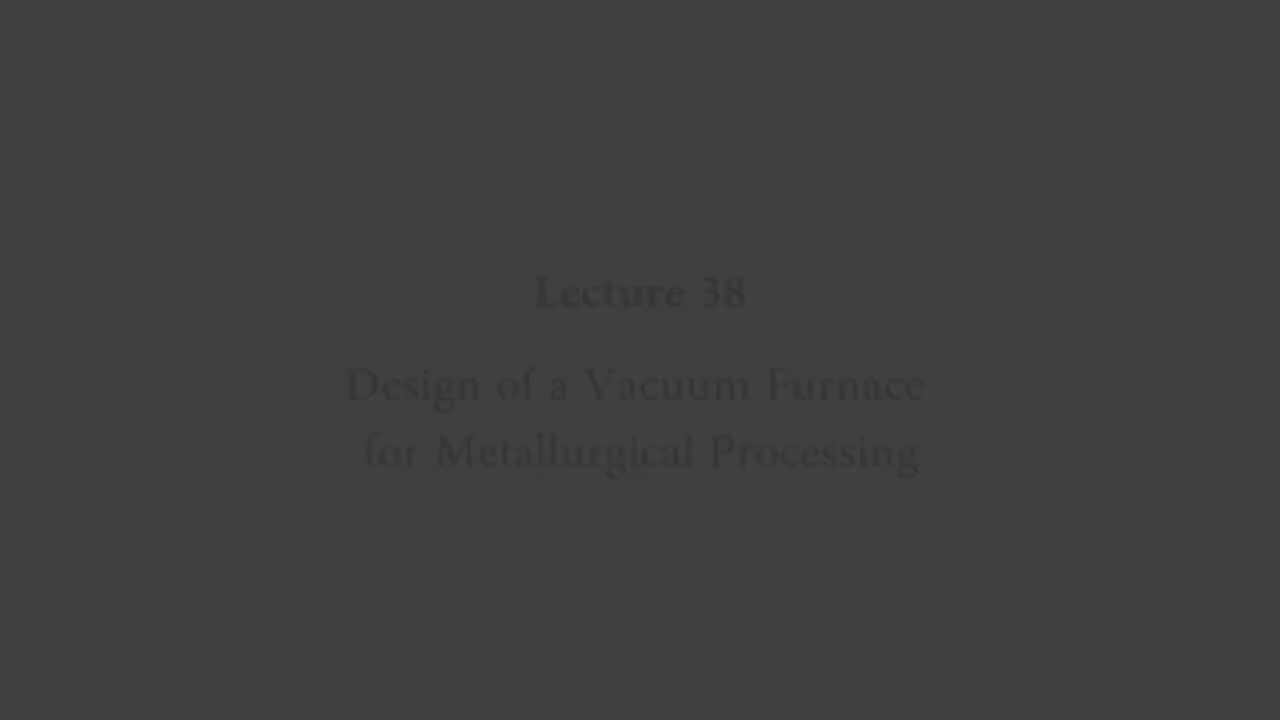 Lecture 38
Design of a Vacuum Furnace
for Metallurgical Processing